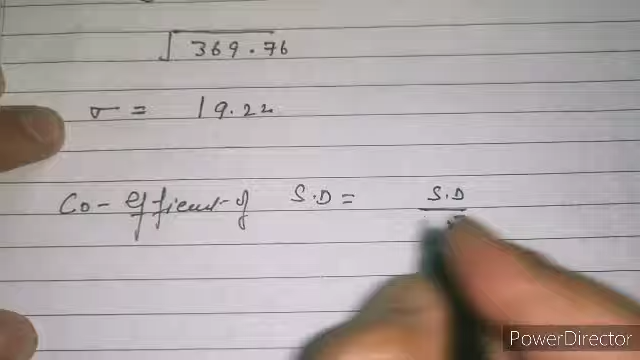 √369.76
σ = 19.22
Co-efficient-of S.D = S.D
PowerDirector